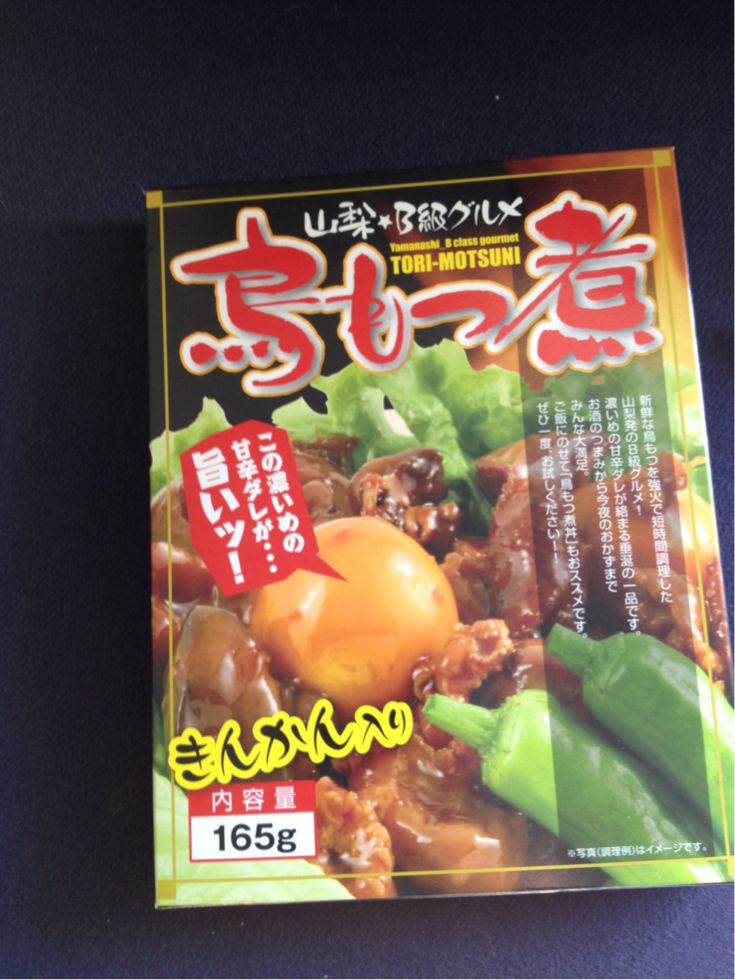 山梨★B級グルメ
Yamanashi_B class gourmet
TORI-MOTSUNI
鳥もつ煮
新鮮な鳥もつを強火で短時間調理した
山梨発のB級グルメ!
濃いめの甘辛ダレが絡まる垂涎の一品です。
お酒のつまみから今夜のおかずまで
みんな大満足。
ご飯にのせて「鳥もつ煮丼」もおススメです。
ぜひ一度、お試しください!!
この濃いめの
甘辛ダレが・・・
旨いッ!
きんかん入り
内容量
165g
※写真(調理例)はイメージです。